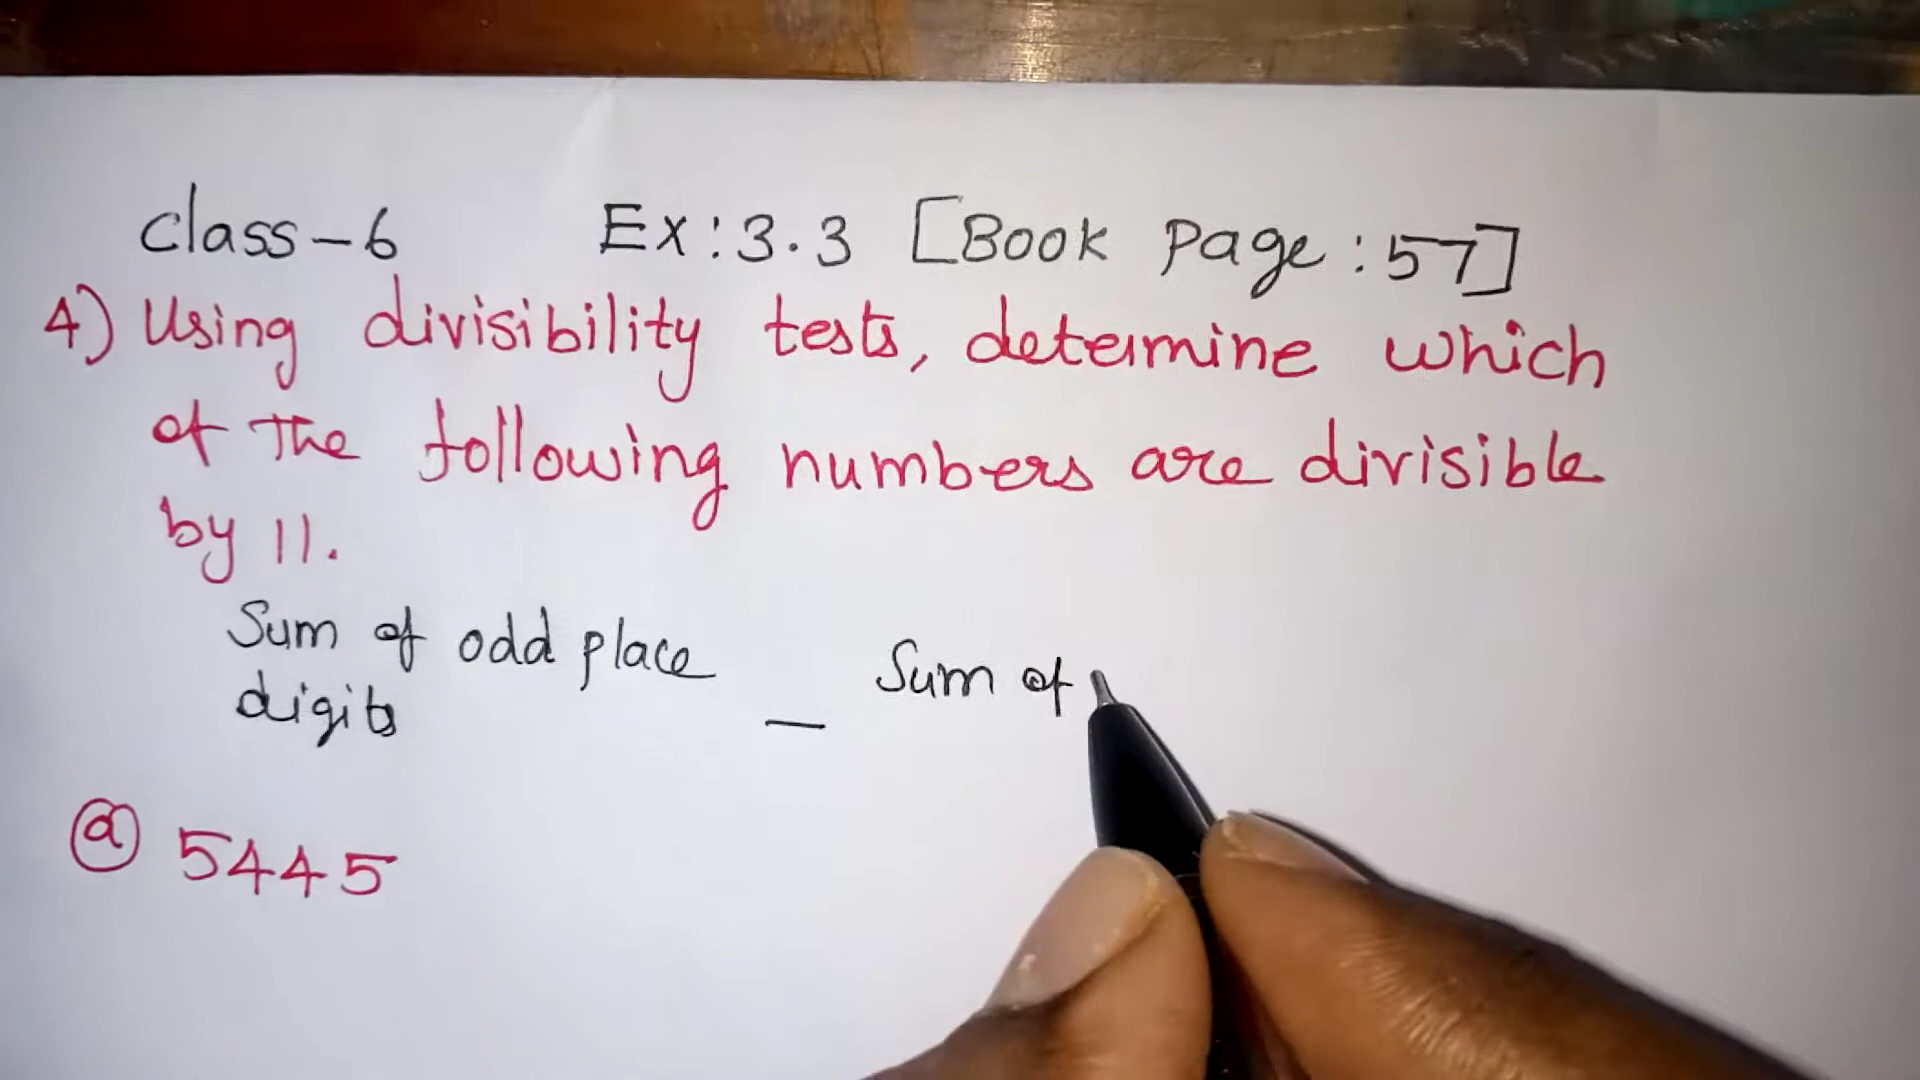 Class-6 Ex:3.3 [Book Page:57]
4) Using divisibility tests, determine which
of the following numbers are divisible
by 11.
Sum of odd place
digits — Sum of
ⓐ 5445